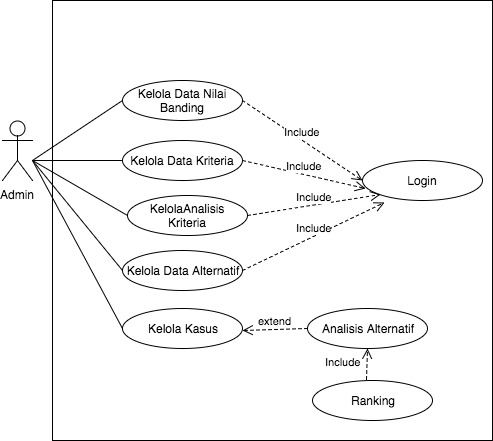 Kelola Data Nilai
Banding
Include
Kelola Data Kriteria
Include
Login
Admin
Include
KelolaAnalisis
Kriteria
Include
Kelola Data Alternatif
extend
Kelola Kasus
Analisis Alternatif
Include
Ranking